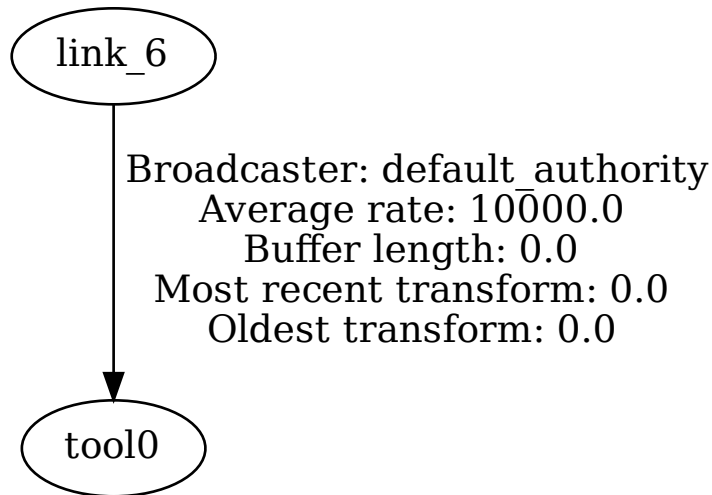 link_6
Broadcaster: default_authority
Average rate: 10000.0
Buffer length: 0.0
Most recent transform: 0.0
Oldest transform: 0.0
tool0